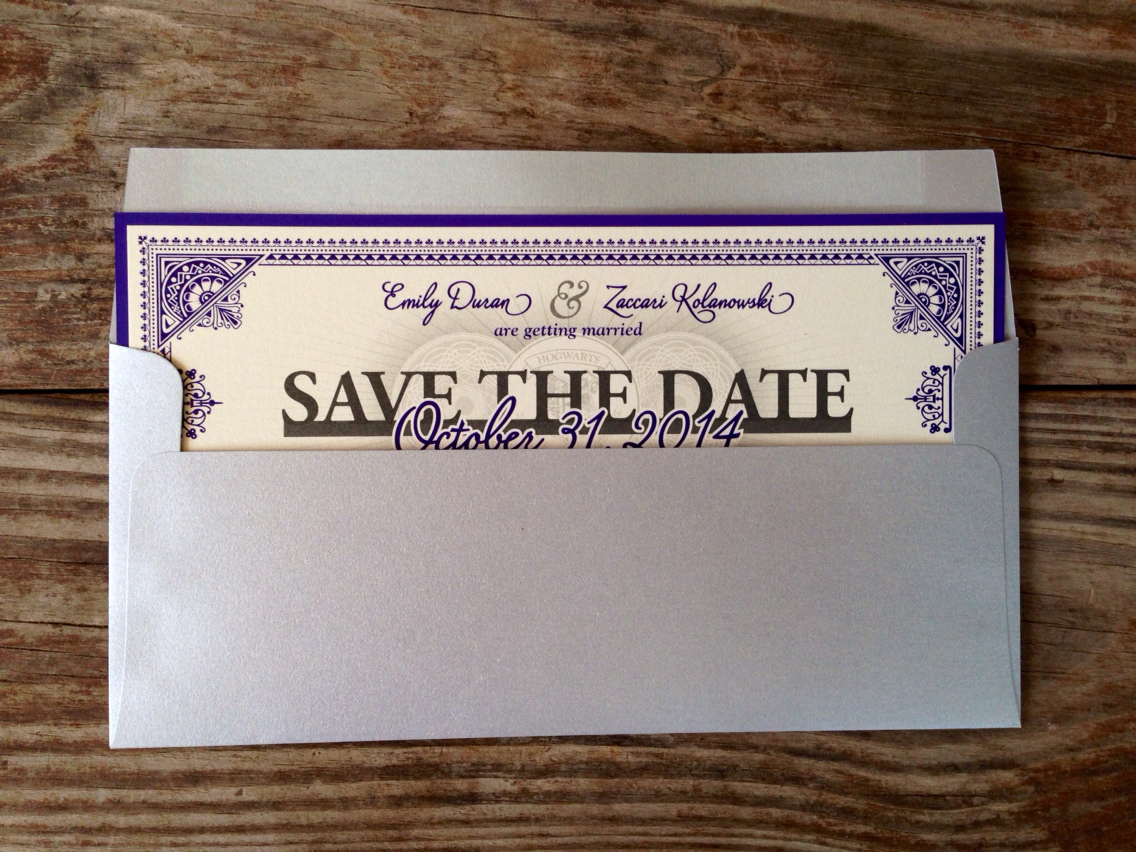 Emily Duran & Zaccari Kolanowski
are getting married
HOGWARTS
SAVE THE DATE
October 31, 2014